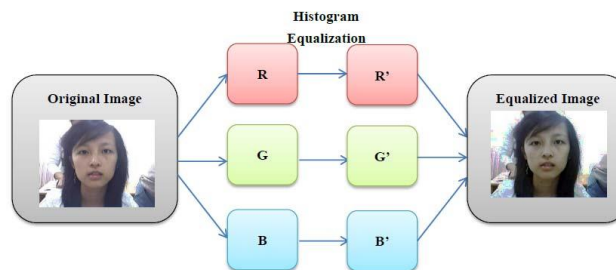 Histogram
Equalization
R
R’
Original Image
Equalized Image
G
G’
B
B’